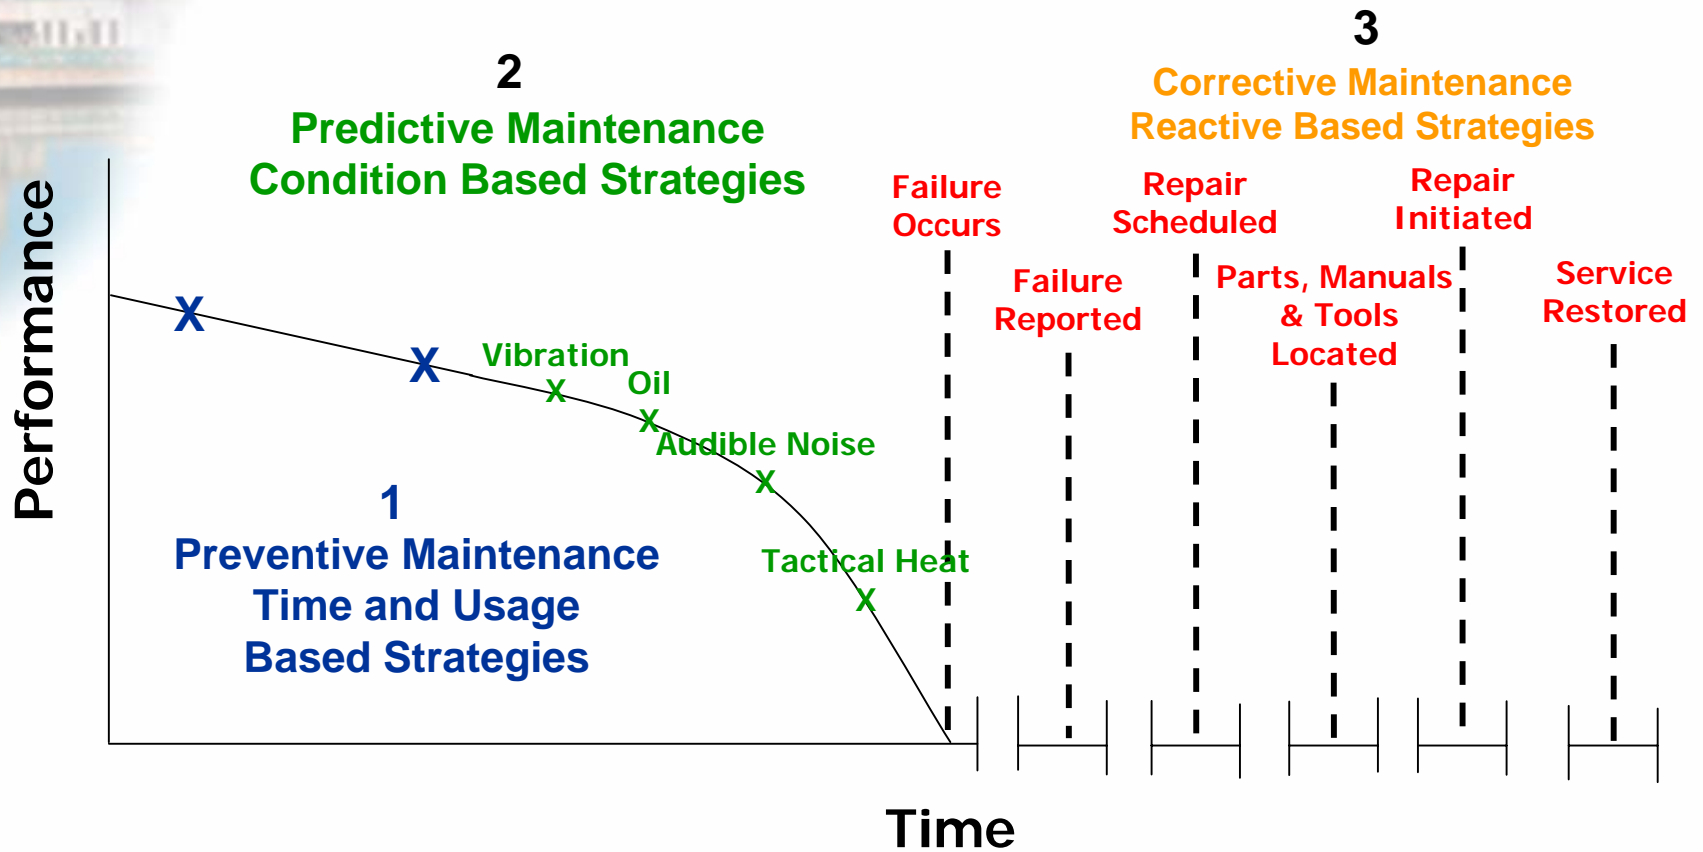 2
Predictive Maintenance
Condition Based Strategies
3
Corrective Maintenance
Reactive Based Strategies
Failure
Occurs
Failure
Reported
Repair
Scheduled
Parts, Manuals
& Tools
Located
Repair
Initiated
Service
Restored
Performance
X
X
Vibration
X
Oil
X
Audible Noise
X
Tactical Heat
X
1
Preventive Maintenance
Time and Usage
Based Strategies
Time